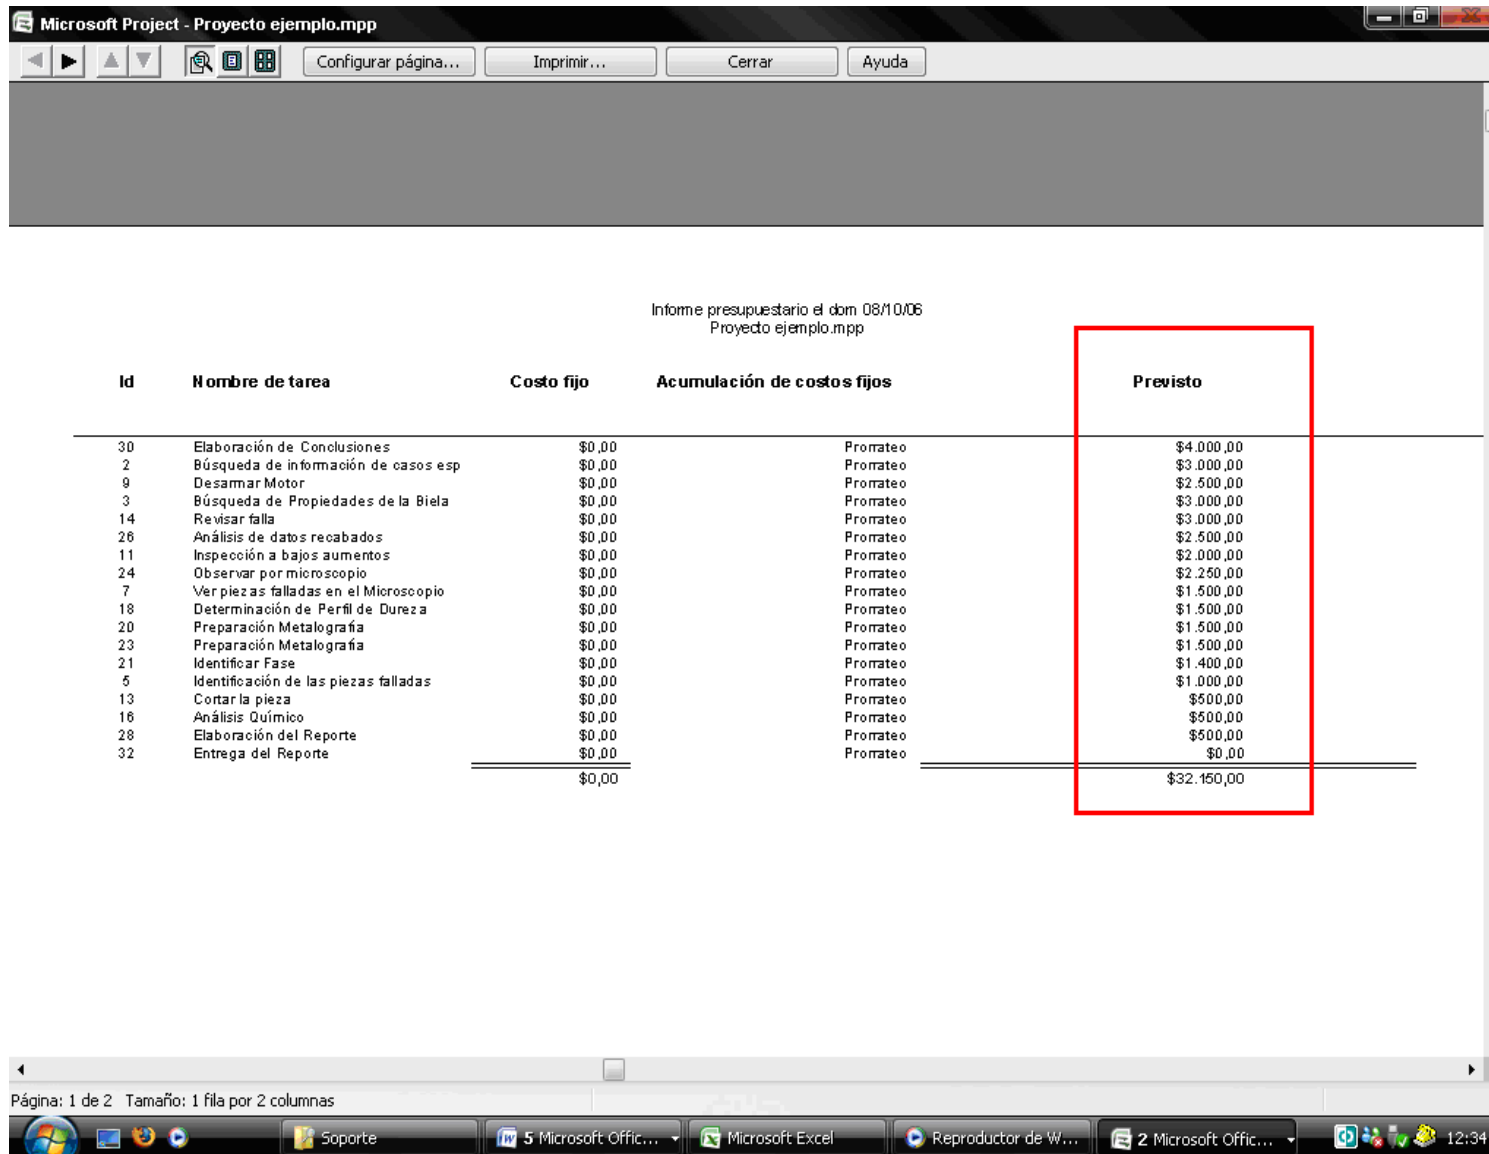 Microsoft Project - Proyecto ejemplo.mpp
Configurar página... Imprimir... Cerrar Ayuda
Informe presupuestario el dom 08/10/06
Proyecto ejemplo.mpp
Id Nombre de tarea Costo fijo Acumulación de costos fijos Previsto
30 Elaboración de Conclusiones $0,00 Prorrateo $4.000,00
2 Búsqueda de información de casos esp $0,00 Prorrateo $3.000,00
9 Desarmar Motor $0,00 Prorrateo $2.500,00
3 Búsqueda de Propiedades de la Biela $0,00 Prorrateo $3.000,00
14 Revisar falla $0,00 Prorrateo $3.000,00
26 Análisis de datos recabados $0,00 Prorrateo $2.500,00
11 Inspección a bajos aumentos $0,00 Prorrateo $2.000,00
24 Observar por microscopio $0,00 Prorrateo $2.250,00
7 Ver piezas falladas en el Microscopio $0,00 Prorrateo $1.500,00
18 Determinación de Perfil de Dureza $0,00 Prorrateo $1.500,00
20 Preparación Metalografía $0,00 Prorrateo $1.500,00
23 Preparación Metalografía $0,00 Prorrateo $1.500,00
21 Identificar Fase $0,00 Prorrateo $1.400,00
5 Identificación de las piezas falladas $0,00 Prorrateo $1.000,00
13 Cortar la pieza $0,00 Prorrateo $500,00
16 Análisis Químico $0,00 Prorrateo $500,00
28 Elaboración del Reporte $0,00 Prorrateo $500,00
32 Entrega del Reporte $0,00 Prorrateo $0,00
$0,00 $32.150,00
Página: 1 de 2 Tamaño: 1 fila por 2 columnas
Soporte 5 Microsoft Offic... Microsoft Excel Reproductor de W... 2 Microsoft Offic... 12:34